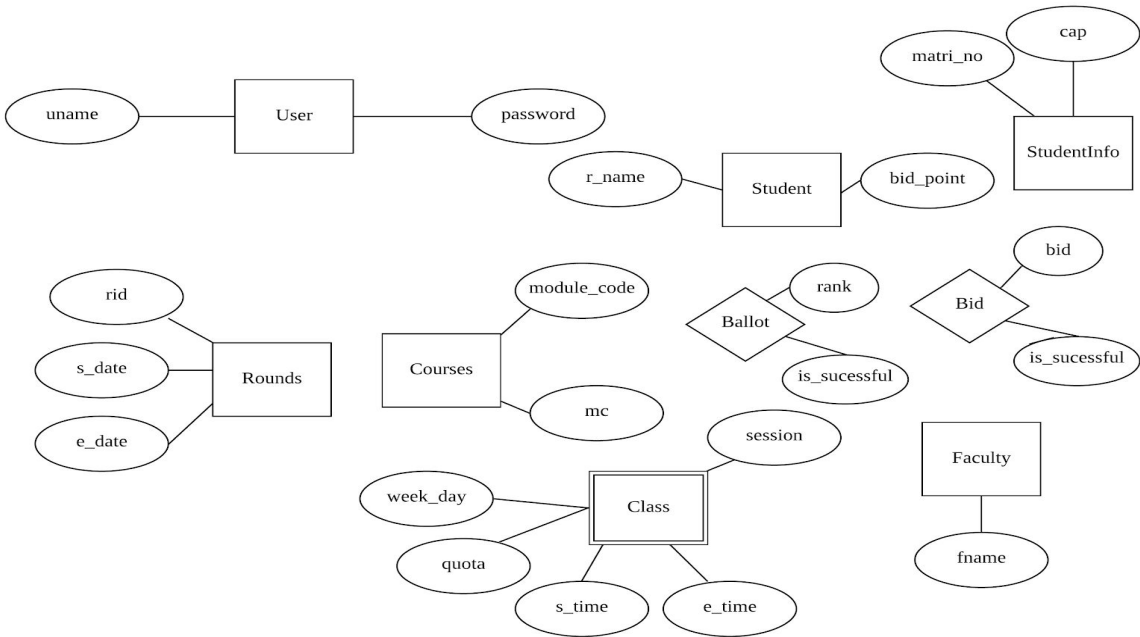 cap
matri_no
uname
User
password
StudentInfo
r_name
Student
bid_point
bid
rid
module_code
rank
Bid
Ballot
s_date
Rounds
Courses
is_sucessful
is_sucessful
e_date
mc
session
Faculty
week_day
Class
quota
fname
s_time
e_time